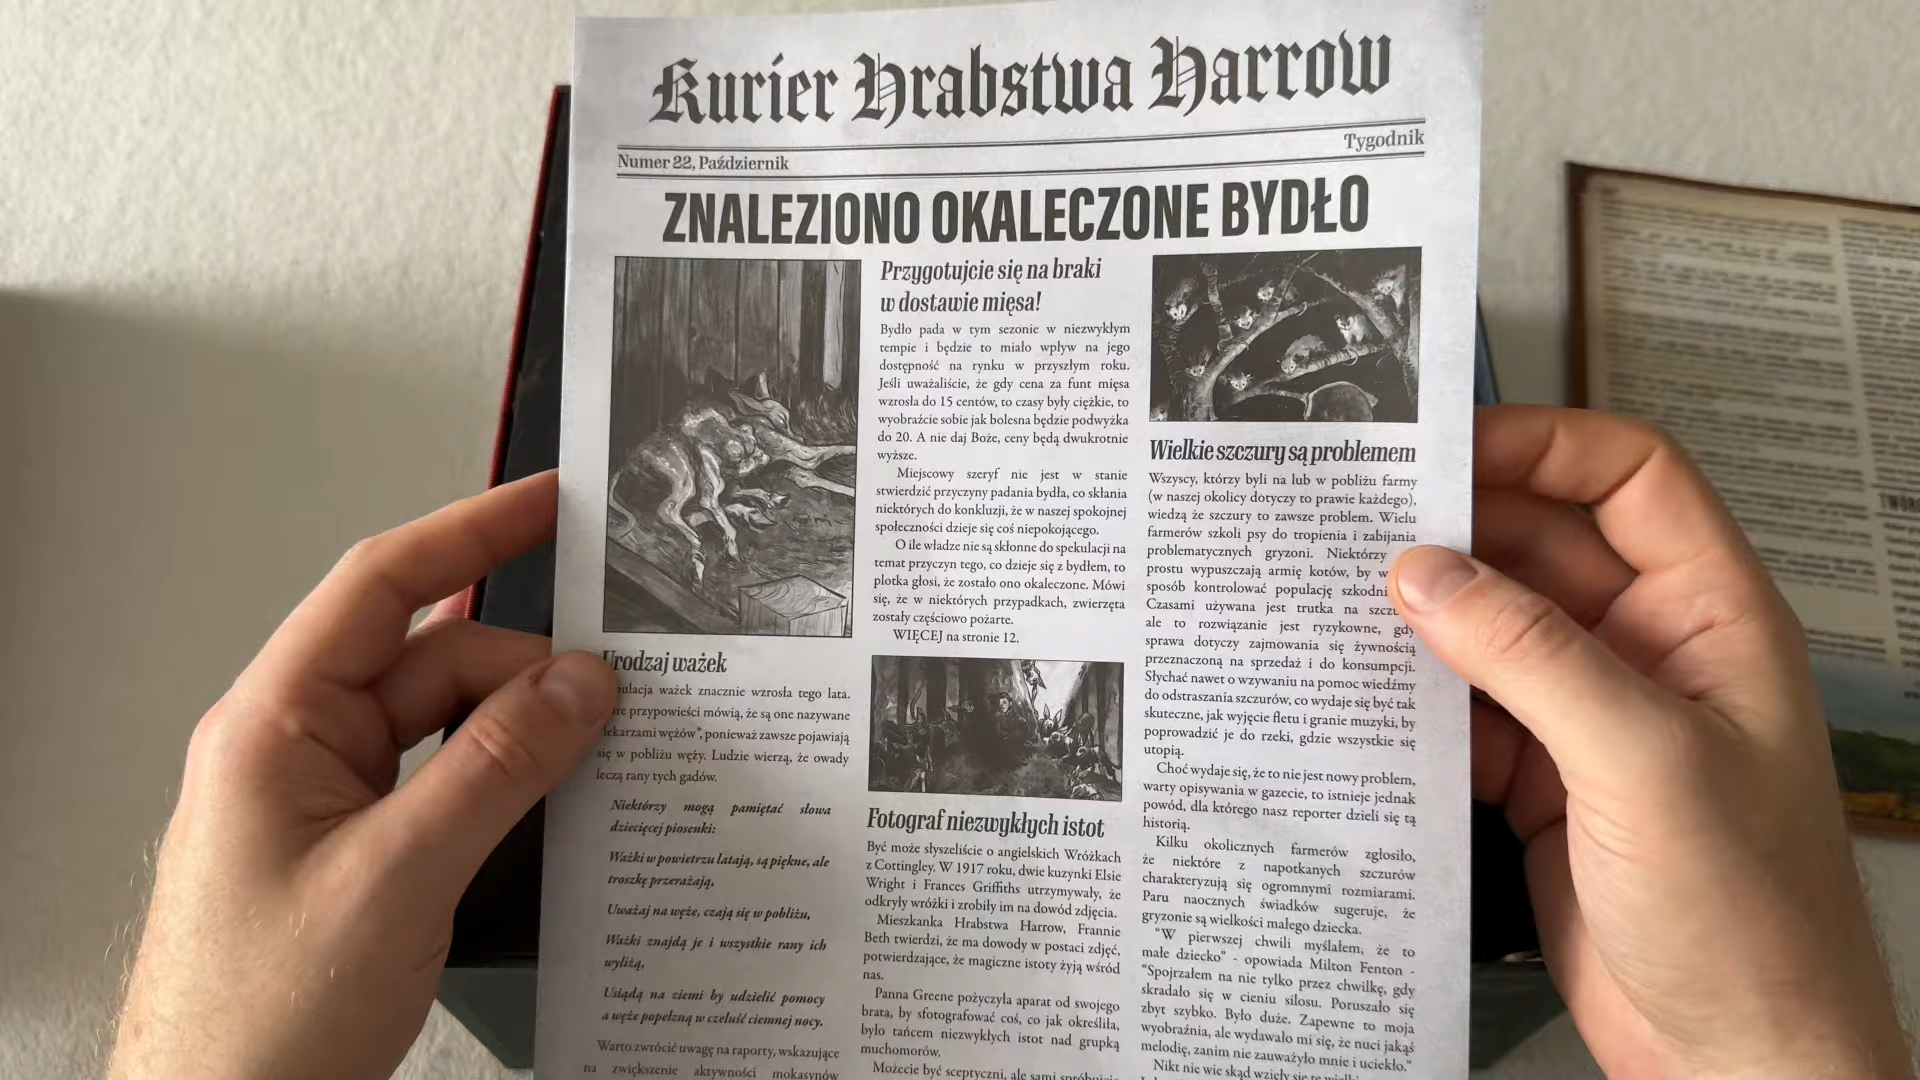 Kurier Hrabstwa Harrow
Tygodnik
Numer 22, Październik
ZNALEZIONO OKALECZONE BYDŁO
Przygotujcie się na braki
w dostawie mięsa!
Bydło pada w tym sezonie w niezwykłym
tempie i będzie to miało wpływ na jego
dostępność na rynku w przyszłym roku.
Jeśli uważaliście, że gdy cena za funt mięsa
wzrosła do 15 centów, to czasy były ciężkie, to
wyobraźcie sobie jak bolesna będzie podwyżka
do 20. A nie daj Boże, ceny będą dwukrotnie
wyższe.
Miejscowy szeryf nie jest w stanie
stwierdzić przyczyny padania bydła, co skłania
niektórych do konkluzji, że w naszej spokojnej
społeczności dzieje się coś niepokojącego.
O ile władze nie są skłonne do spekulacji na
temat przyczyn tego, co dzieje się z bydłem, to
plotka głosi, że zostało ono okaleczone. Mówi
się, że w niektórych przypadkach, zwierzęta
zostały częściowo pożarte.
WIĘCEJ na stronie 12.
Urodzaj ważek
ważek znacznie wzrosła tego lata.
przypowieści mówią, że są one nazywane
lekarzami wężów”, ponieważ zawsze pojawiają
się w pobliżu węży. Ludzie wierzą, że owady
leczą rany tych gadów.
Niektórzy mogą pamiętać słowa
dziecięcej piosenki:
Ważki w powietrzu latają, są piękne, ale
troszkę przerażają,
Uważaj na węże, czają się w pobliżu,
Ważki znajdą je i wszystkie rany ich
wyliżą,
Usiądą na ziemi by udzielić pomocy
a węże popełzną w czeluść ciemnej nocy.
Warto zwrócić uwagę na raporty, wskazujące
na zwiększenie aktywności mokasynów
Fotograf niezwykłych istot
Być może słyszeliście o angielskich Wróżkach
z Cottingley. W 1917 roku, dwie kuzynki Elsie
Wright i Frances Griffiths utrzymywały, że
odkryły wróżki i zrobiły im na dowód zdjęcia.
Mieszkanka Hrabstwa Harrow, Frannie
Beth twierdzi, że ma dowody w postaci zdjęć,
potwierdzające, że magiczne istoty żyją wśród
nas.
Panna Greene pożyczyła aparat od swojego
brata, by sfotografować coś, co jak określiła,
było tańcem niezwykłych istot nad grupką
muchomorów.
Możecie być sceptyczni, ale sami
Wielkie szczury są problemem
Wszyscy, którzy byli na lub w pobliżu farmy
(w naszej okolicy dotyczy to prawie każdego),
wiedzą że szczury to zawsze problem. Wielu
farmerów szkoli psy do tropienia i zabijania
problematycznych gryzoni. Niektórzy
prostu wypuszczają armię kotów, by
sposób kontrolować populację
Czasami używana jest trutka na
ale to rozwiązanie jest ryzykowne, gdy
sprawa dotyczy zajmowania się żywnością
przeznaczoną na sprzedaż i do konsumpcji.
Słychać nawet o wzywaniu na pomoc wiedźmy
do odstraszania szczurów, co wydaje się być tak
skuteczne, jak wyjęcie fletu i granie muzyki, by
poprowadzić je do rzeki, gdzie wszystkie się
utopią.
Choć wydaje się, że to nie jest nowy problem,
warty opisywania w gazecie, to istnieje jednak
powód, dla którego nasz reporter dzieli się tą
historią.
Kilku okolicznych farmerów zgłosiło,
że niektóre z napotkanych szczurów
charakteryzują się ogromnymi rozmiarami.
Paru naocznych świadków sugeruje, że
gryzonie są wielkości małego dziecka.
“W pierwszej chwili myślałem, że to
małe dziecko” - opowiada Milton Fenton -
“Spojrzałem na nie tylko przez chwilkę, gdy
skradało się w cieniu silosu. Poruszało się
zbyt szybko. Było duże. Zapewne to moja
wyobraźnia, ale wydawało mi się, że nuci jakąś
melodię, zanim nie zauważyło mnie i uciekło.”
Nikt nie wie skąd wzięły się te